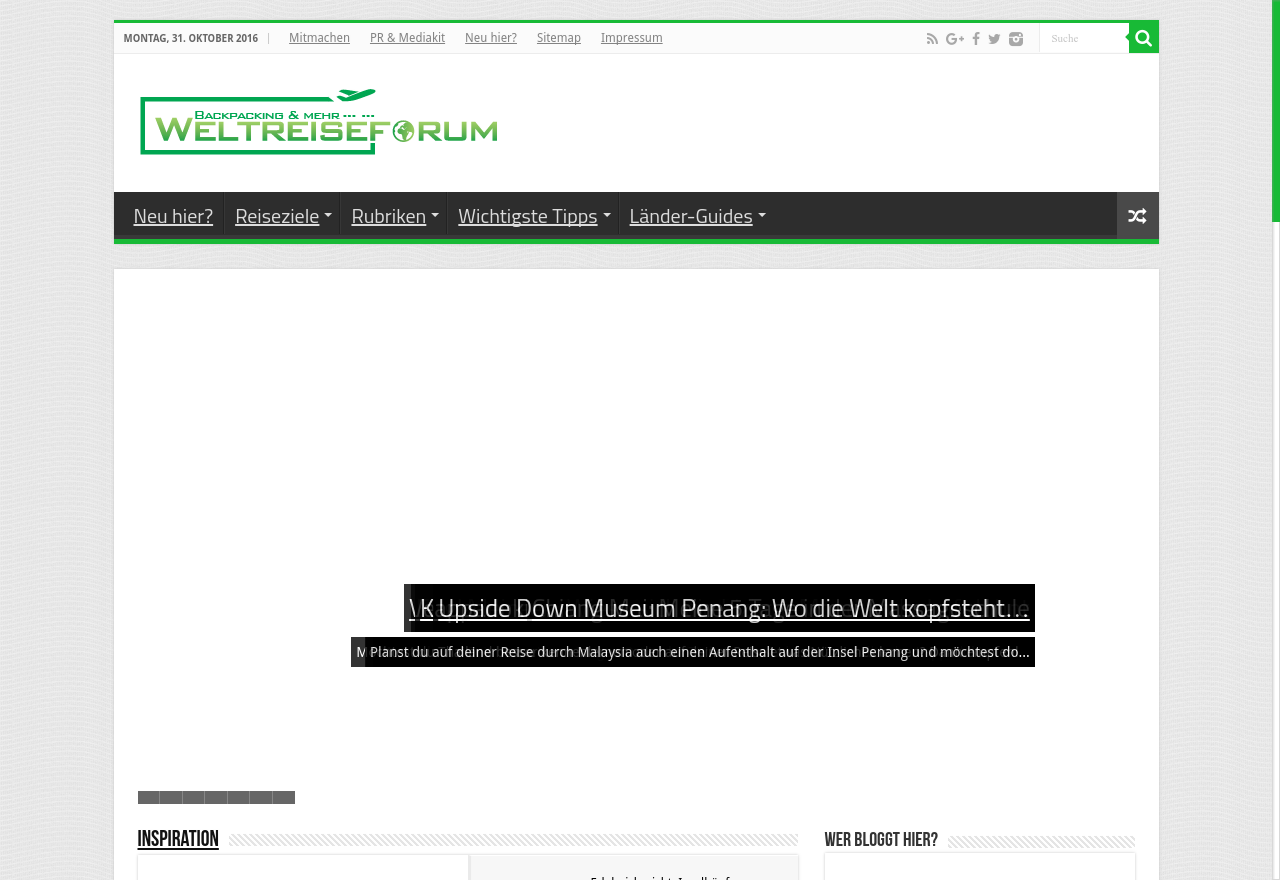 MONTAG, 31. OKTOBER 2016 Mitmachen PR & Mediakit Neu hier? Sitemap Impressum Suche
BACKPACKING & MEHR
WELTREISEFORUM
Neu hier? Reiseziele Rubriken Wichtigste Tipps Länder-Guides
Upside Down Museum Penang: Wo die Welt kopfsteht…
Planst du auf deiner Reise durch Malaysia auch einen Aufenthalt auf der Insel Penang und möchtest do...
INSPIRATION
WER BLOGGT HIER?